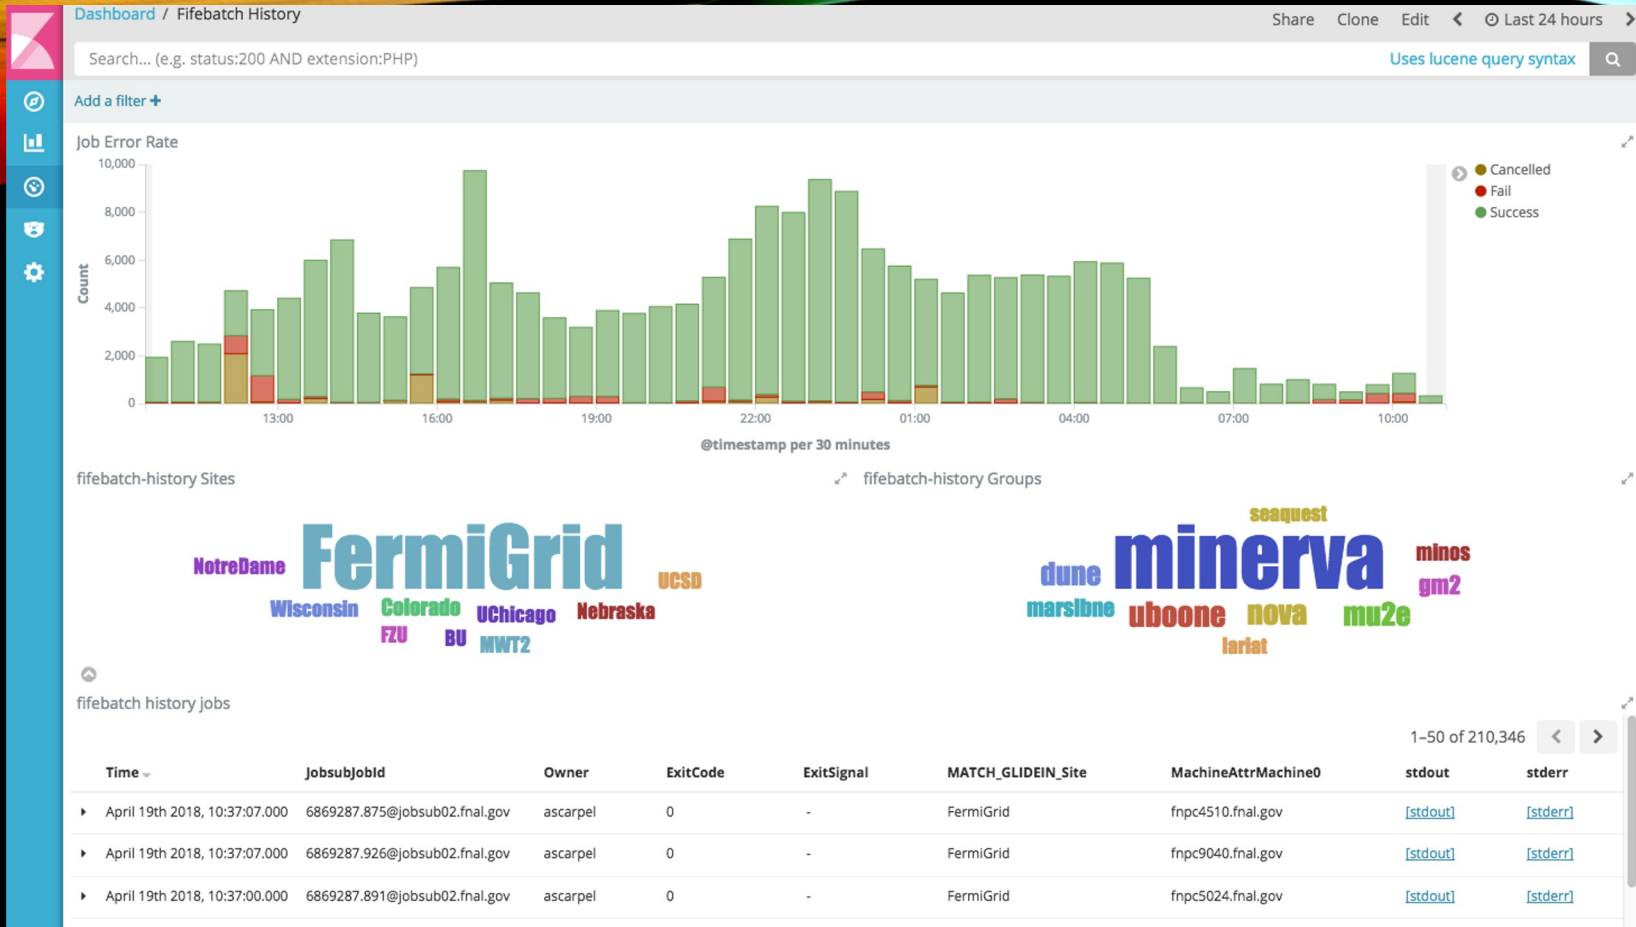 Dashboard / Fifebatch History
Share Clone Edit Last 24 hours
Search... (e.g. status:200 AND extension:PHP)
Uses lucene query syntax
Add a filter
Job Error Rate
10,000
8,000
6,000
4,000
2,000
0
Count
13:00 16:00 19:00 22:00 01:00 04:00 07:00 10:00
@timestamp per 30 minutes
Cancelled
Fail
Success
fifebatch-history Sites
NotreDame FermiGrid UCSD
Wisconsin Colorado UChicago Nebraska
FZU BU MWT2
fifebatch-history Groups
seaquest
dune minerva minos
gm2
marslbne uboone nova mu2e
lariat
fifebatch history jobs
1–50 of 210,346
Time JobsubJobId Owner ExitCode ExitSignal MATCH_GLIDEIN_Site MachineAttrMachine0 stdout stderr
April 19th 2018, 10:37:07.000 6869287.875@jobsub02.fnal.gov ascarpel 0 - FermiGrid fnpc4510.fnal.gov [stdout] [stderr]
April 19th 2018, 10:37:07.000 6869287.926@jobsub02.fnal.gov ascarpel 0 - FermiGrid fnpc9040.fnal.gov [stdout] [stderr]
April 19th 2018, 10:37:00.000 6869287.891@jobsub02.fnal.gov ascarpel 0 - FermiGrid fnpc5024.fnal.gov [stdout] [stderr]